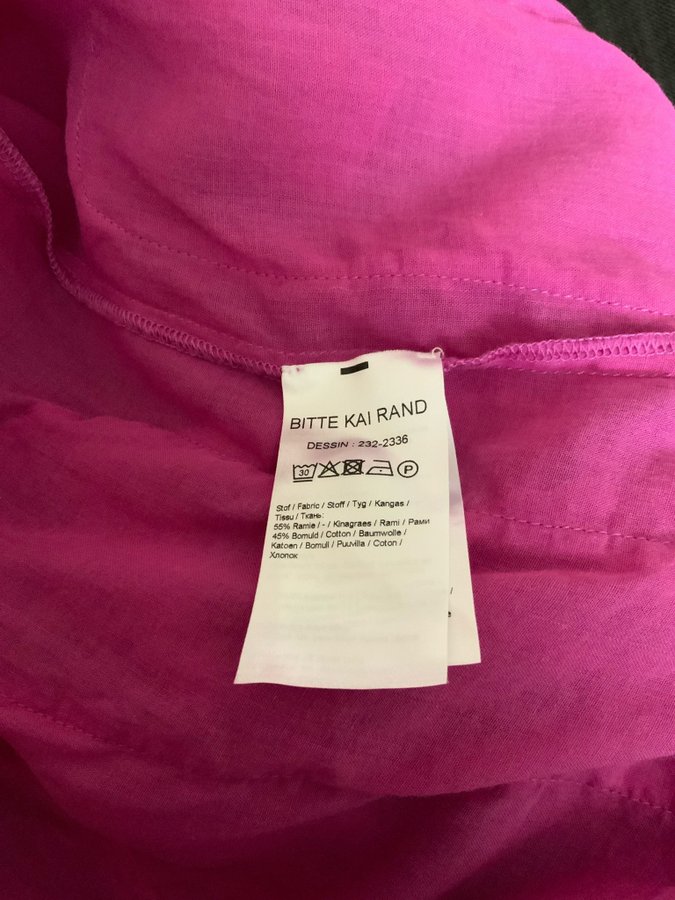 BITTE KAI RAND
DESSIN : 232-2336
30 P
Stof / Fabric / Stoff / Tyg / Kangas /
Tissu / Ткань:
55% Ramie / - / Kinagraes / Rami / Рами
45% Bomuld / Cotton / Baumwolle /
Katoen / Bomull / Puuvilla / Coton /
Хлопок